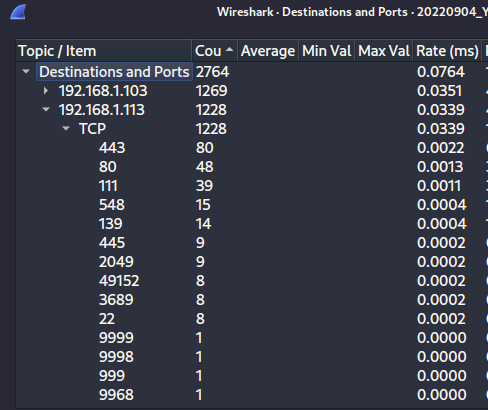 Wireshark · Destinations and Ports · 20220904_Y
Topic / Item Cou Average Min Val Max Val Rate (ms)
Destinations and Ports 2764 0.0764
192.168.1.103 1269 0.0351
192.168.1.113 1228 0.0339
TCP 1228 0.0339
443 80 0.0022
80 48 0.0013
111 39 0.0011
548 15 0.0004
139 14 0.0004
445 9 0.0002
2049 9 0.0002
49152 8 0.0002
3689 8 0.0002
22 8 0.0002
9999 1 0.0000
9998 1 0.0000
999 1 0.0000
9968 1 0.0000